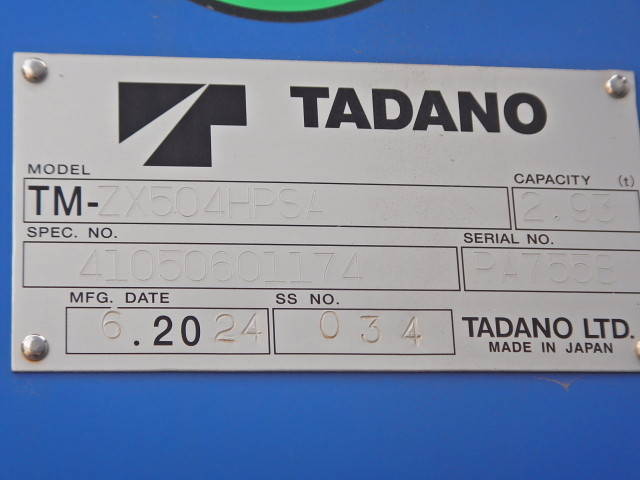 TADANO
MODEL
CAPACITY (t)
TM-ZX504HPSA
2.93
SPEC. NO.
SERIAL NO.
41050601174
MFG. DATE
SS NO.
6.2024
034
TADANO LTD.
MADE IN JAPAN